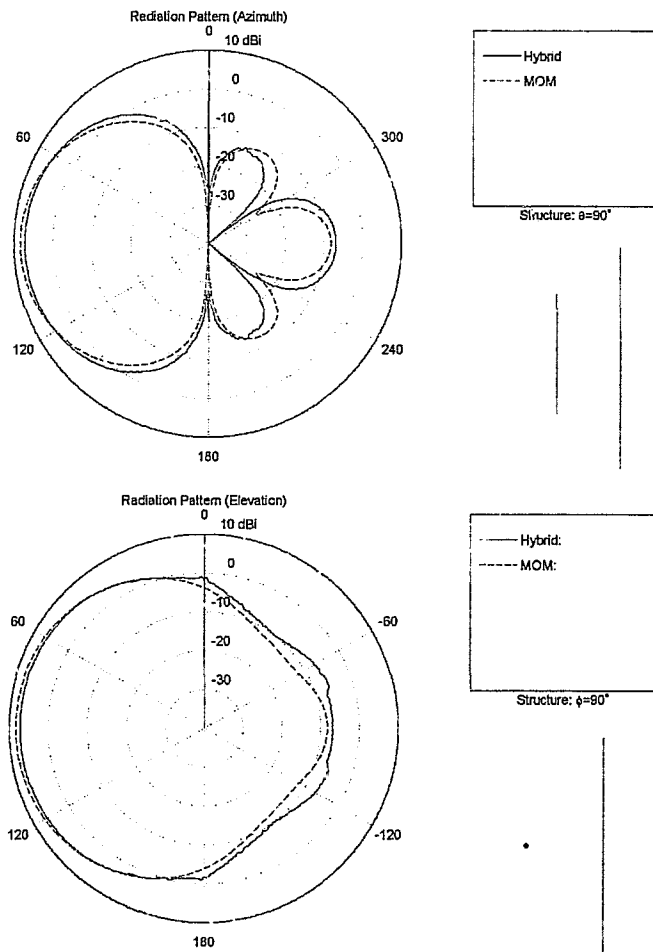 Radiation Pattern (Azimuth)
0
10 dBi
0
-10
-20
-30
60
300
120
240
180
Hybrid
MOM
Structure: θ=90°
Radiation Pattern (Elevation)
0
10 dBi
0
-10
-20
-30
60
-60
120
-120
180
Hybrid:
MOM:
Structure: ϕ=90°